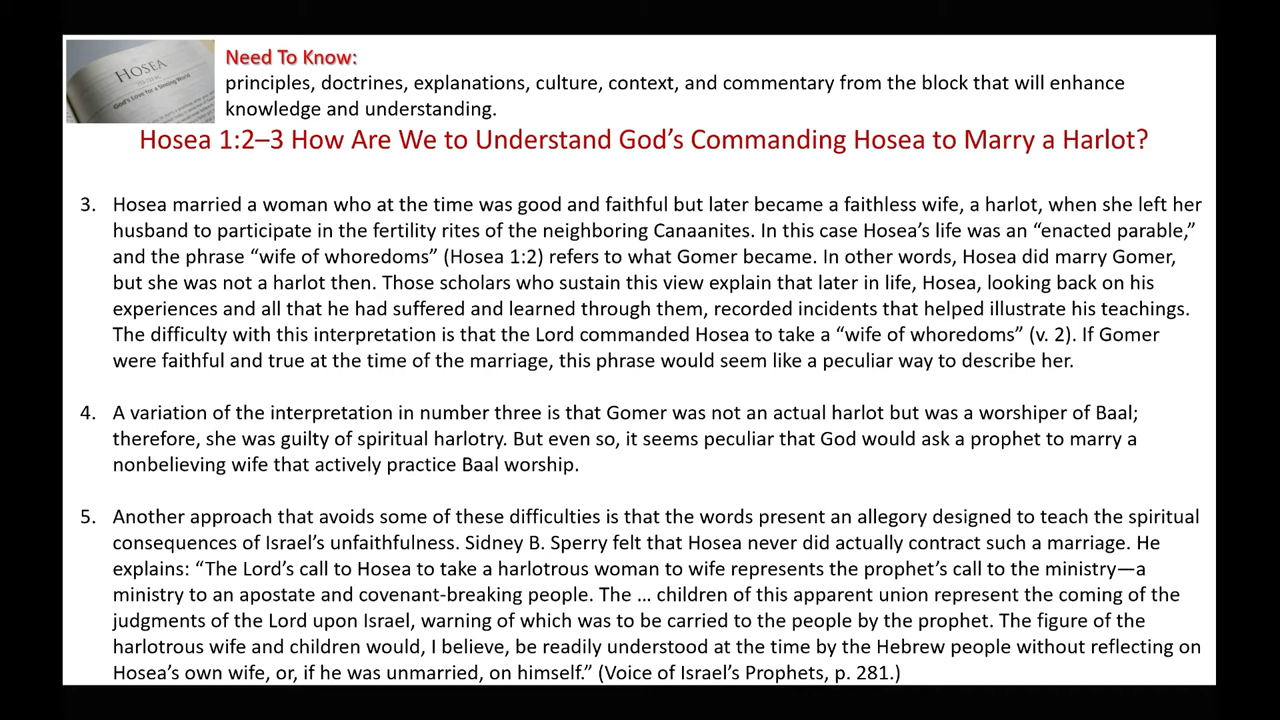 HOSEA
God's Love for a Sinning World
Need To Know:
principles, doctrines, explanations, culture, context, and commentary from the block that will enhance
knowledge and understanding.
Hosea 1:2–3 How Are We to Understand God's Commanding Hosea to Marry a Harlot?
3. Hosea married a woman who at the time was good and faithful but later became a faithless wife, a harlot, when she left her
husband to participate in the fertility rites of the neighboring Canaanites. In this case Hosea's life was an “enacted parable,”
and the phrase “wife of whoredoms” (Hosea 1:2) refers to what Gomer became. In other words, Hosea did marry Gomer,
but she was not a harlot then. Those scholars who sustain this view explain that later in life, Hosea, looking back on his
experiences and all that he had suffered and learned through them, recorded incidents that helped illustrate his teachings.
The difficulty with this interpretation is that the Lord commanded Hosea to take a “wife of whoredoms” (v. 2). If Gomer
were faithful and true at the time of the marriage, this phrase would seem like a peculiar way to describe her.
4. A variation of the interpretation in number three is that Gomer was not an actual harlot but was a worshiper of Baal;
therefore, she was guilty of spiritual harlotry. But even so, it seems peculiar that God would ask a prophet to marry a
nonbelieving wife that actively practice Baal worship.
5. Another approach that avoids some of these difficulties is that the words present an allegory designed to teach the spiritual
consequences of Israel's unfaithfulness. Sidney B. Sperry felt that Hosea never did actually contract such a marriage. He
explains: “The Lord's call to Hosea to take a harlotrous woman to wife represents the prophet's call to the ministry—a
ministry to an apostate and covenant-breaking people. The … children of this apparent union represent the coming of the
judgments of the Lord upon Israel, warning of which was to be carried to the people by the prophet. The figure of the
harlotrous wife and children would, I believe, be readily understood at the time by the Hebrew people without reflecting on
Hosea's own wife, or, if he was unmarried, on himself.” (Voice of Israel's Prophets, p. 281.)